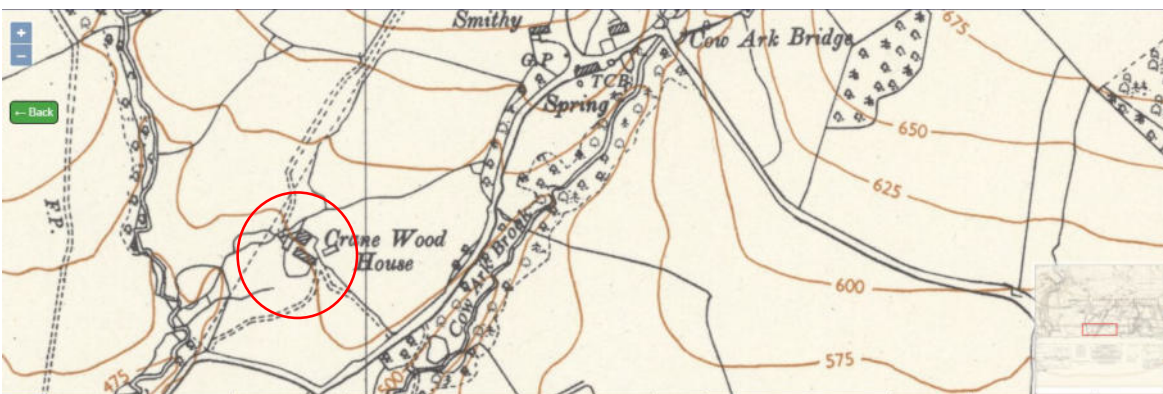 +
−
← Back
Smithy
G.P
T.C.B
Spring
Cow Ark Bridge
675
650
625
600
575
F.P.
Crane Wood
House
Cow Ark Brook
475
500